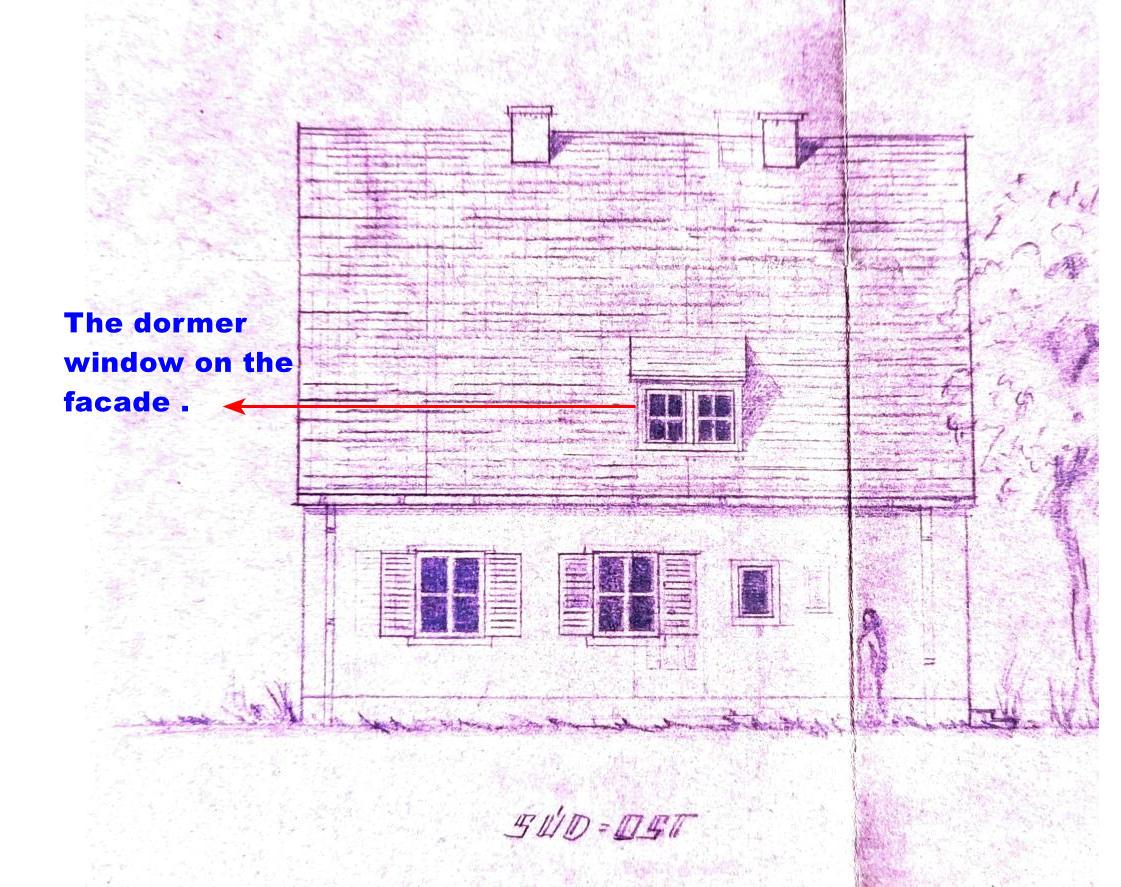 The dormer
window on the
facade .
SÜD=OST